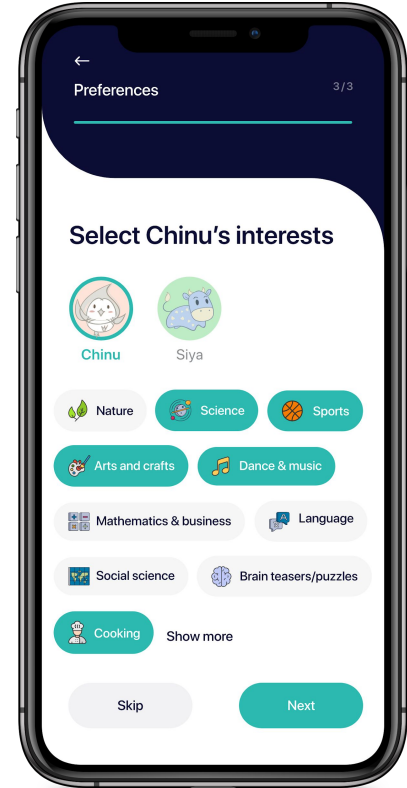 Preferences 3/3
Select Chinu's interests
Chinu Siya
Nature Science Sports
Arts and crafts Dance & music
Mathematics & business Language
Social science Brain teasers/puzzles
Cooking Show more
Skip Next